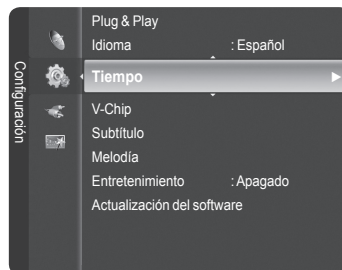 Configuración
Plug & Play
Idioma : Español
Tiempo
V-Chip
Subtítulo
Melodía
Entretenimiento : Apagado
Actualización del software